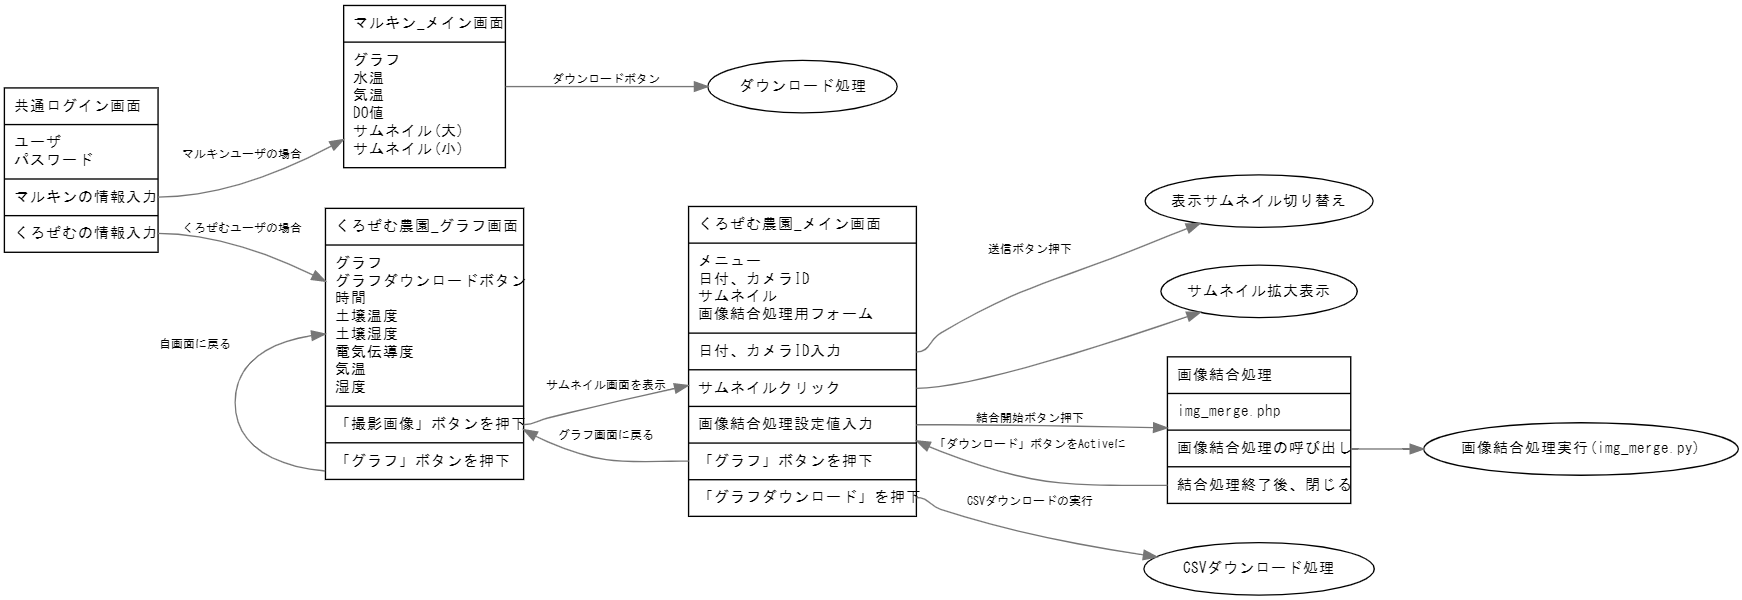 共通ログイン画面
ユーザ
パスワード
マルキンの情報入力
くろぜむの情報入力
マルキンユーザの場合
くろぜむユーザの場合
マルキン_メイン画面
グラフ
水温
気温
DO値
サムネイル(大)
サムネイル(小)
ダウンロードボタン
ダウンロード処理
くろぜむ農園_グラフ画面
グラフ
グラフダウンロードボタン
時間
土壌温度
土壌湿度
電気伝導度
気温
湿度
「撮影画像」ボタンを押下
「グラフ」ボタンを押下
自画面に戻る
サムネイル画面を表示
グラフ画面に戻る
くろぜむ農園_メイン画面
メニュー
日付、カメラID
サムネイル
画像結合処理用フォーム
日付、カメラID入力
サムネイルクリック
画像結合処理設定値入力
「グラフ」ボタンを押下
「グラフダウンロード」を押下
送信ボタン押下
表示サムネイル切り替え
サムネイル拡大表示
結合開始ボタン押下
「ダウンロード」ボタンをActiveに
CSVダウンロードの実行
画像結合処理
img_merge.php
画像結合処理の呼び出し
結合処理終了後、閉じる
画像結合処理実行(img_merge.py)
CSVダウンロード処理